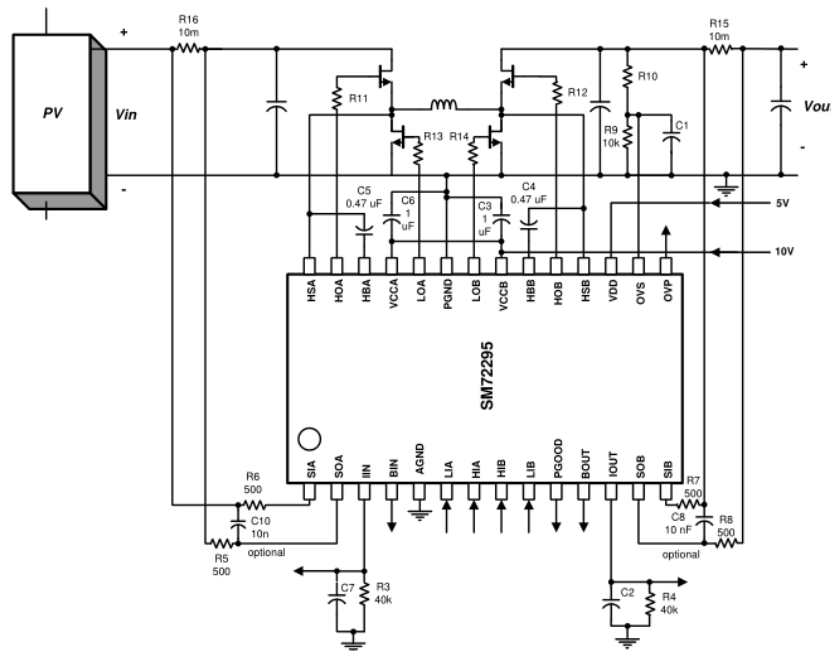 R16
10m
R15
10m
+
+
PV
Vin
Vout
-
-
R11
R12
R10
R9
10k
C1
R13
R14
C5
0.47 uF
C6
1
uF
C3
1
uF
C4
0.47 uF
5V
10V
HSA
HOA
HBA
VCCA
LOA
PGND
LOB
VCCB
HBB
HOB
HSB
VDD
OVS
OVP
SM72295
SIA
SOA
IIN
BIN
AGND
LIA
HIA
HIB
LIB
PGOOD
BOUT
IOUT
SOB
SIB
R6
500
C10
10n
R5
500
optional
R7
500
C8
10 nF
R8
500
optional
C7
R3
40k
C2
R4
40k